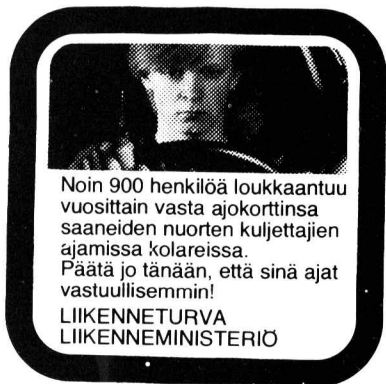 Noin 900 henkilöä loukkaantuu
vuosittain vasta ajokorttinsa
saaneiden nuorten kuljettajien
ajamissa kolareissa.
Päätä jo tänään, että sinä ajat
vastuullisemmin!
LIIKENNETURVA
LIIKENNEMINISTERIÖ